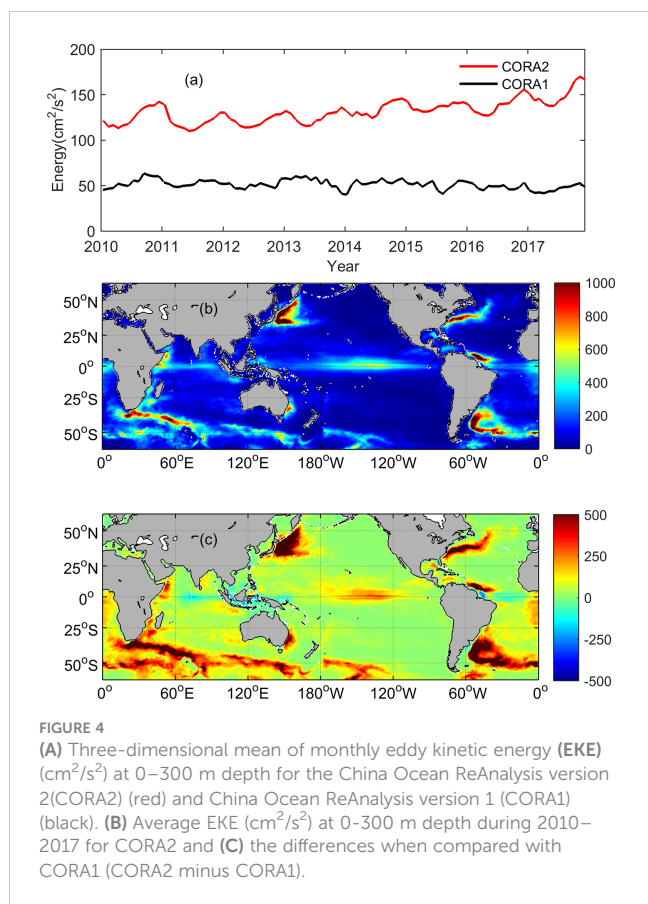 200
150
100
50
0
Energy(cm²/s²)
(a)
CORA2
CORA1
2010 2011 2012 2013 2014 2015 2016 2017
Year
50°N
25°N
0°
25°S
50°S
(b)
0° 60°E 120°E 180°W 120°W 60°W 0°
1000
800
600
400
200
0
50°N
25°N
0°
25°S
50°S
(c)
0° 60°E 120°E 180°W 120°W 60°W 0°
500
250
0
-250
-500
FIGURE 4
(A) Three-dimensional mean of monthly eddy kinetic energy (EKE)
(cm²/s²) at 0–300 m depth for the China Ocean ReAnalysis version
2(CORA2) (red) and China Ocean ReAnalysis version 1 (CORA1)
(black). (B) Average EKE (cm²/s²) at 0-300 m depth during 2010–
2017 for CORA2 and (C) the differences when compared with
CORA1 (CORA2 minus CORA1).